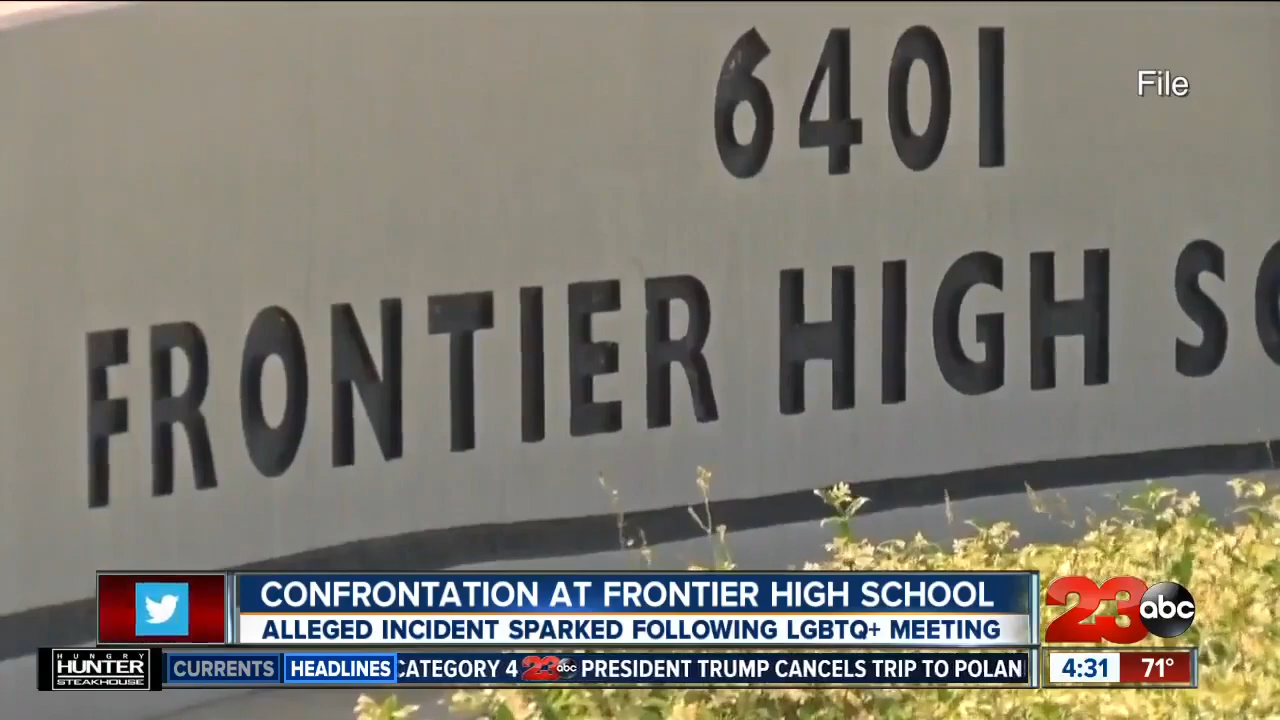 6401
File
FRONTIER HIGH
CONFRONTATION AT FRONTIER HIGH SCHOOL
ALLEGED INCIDENT SPARKED FOLLOWING LGBTQ+ MEETING
23 abc
HUNGRY
HUNTER
STEAKHOUSE
CURRENTS
HEADLINES
CATEGORY 4 23 abc PRESIDENT TRUMP CANCELS TRIP TO POLAN
4:31
71°